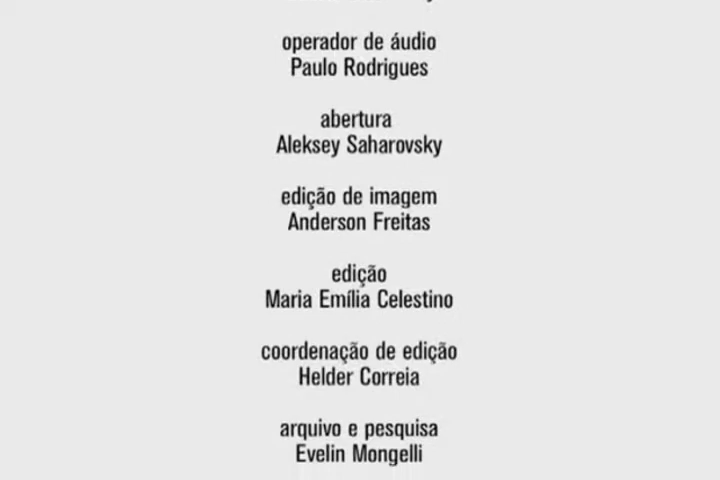 operador de áudio
Paulo Rodrigues
abertura
Aleksey Saharovsky
edição de imagem
Anderson Freitas
edição
Maria Emília Celestino
coordenação de edição
Helder Correia
arquivo e pesquisa
Evelin Mongelli